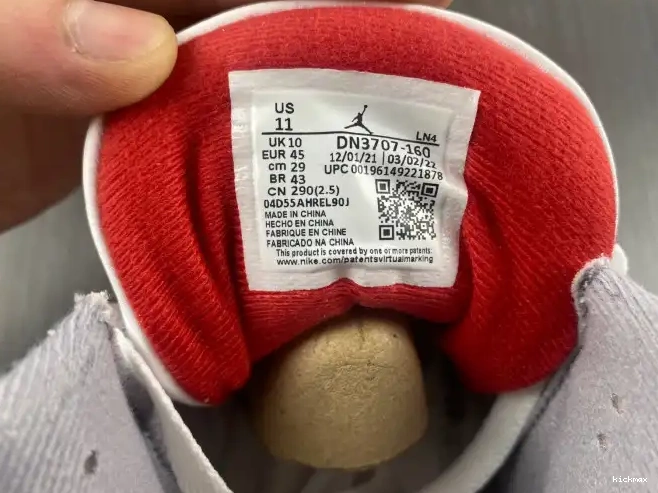 US
11
LN4
UK 10
DN3707-160
EUR 45
12/01/21 | 03/02/22
cm 29
UPC 00196149221878
BR 43
CN 290(2.5)
04D55AHREL90J
MADE IN CHINA
HECHO EN CHINA
FABRIQUE EN CHINE
FABRICADO NA CHINA
This product is covered by one or more patents:
www.nike.com/patentsvirtualmarking
kickmax